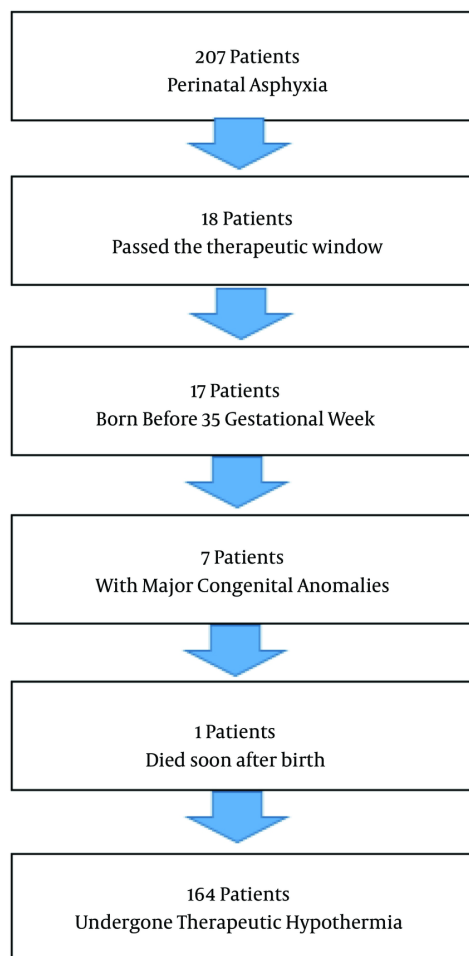 207 Patients
Perinatal Asphyxia
18 Patients
Passed the therapeutic window
17 Patients
Born Before 35 Gestational Week
7 Patients
With Major Congenital Anomalies
1 Patients
Died soon after birth
164 Patients
Undergone Therapeutic Hypothermia